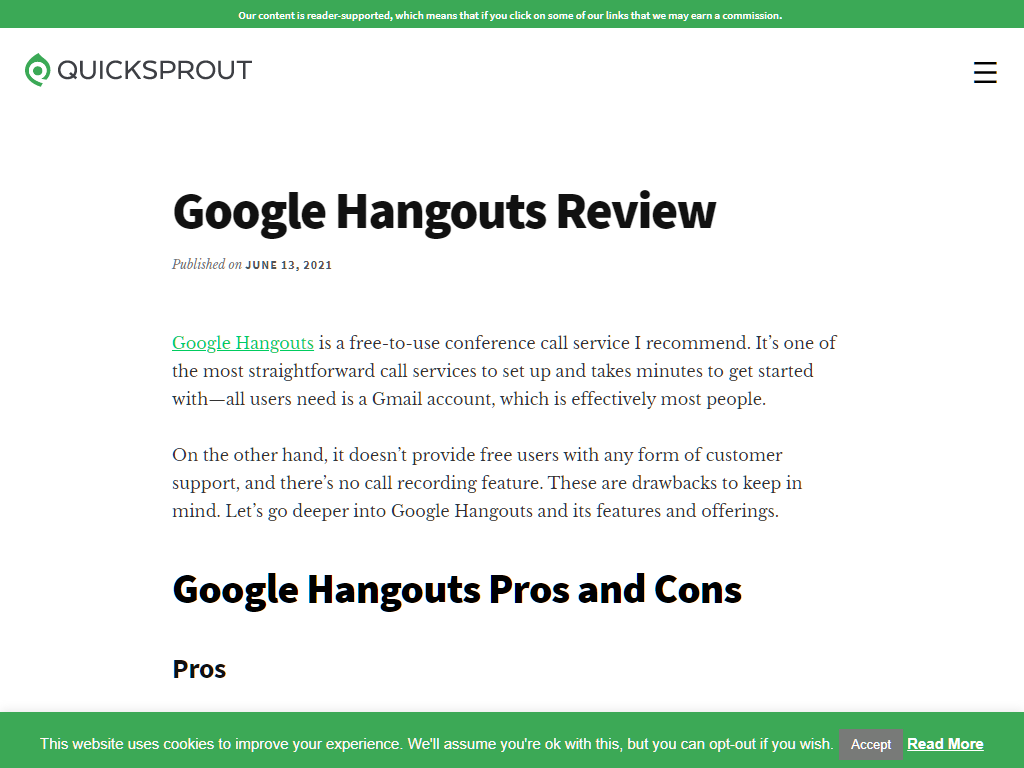 Our content is reader-supported, which means that if you click on some of our links that we may earn a commission.
QUICKSPROUT
Google Hangouts Review
Published on JUNE 13, 2021
Google Hangouts is a free-to-use conference call service I recommend. It’s one of
the most straightforward call services to set up and takes minutes to get started
with—all users need is a Gmail account, which is effectively most people.
On the other hand, it doesn’t provide free users with any form of customer
support, and there’s no call recording feature. These are drawbacks to keep in
mind. Let’s go deeper into Google Hangouts and its features and offerings.
Google Hangouts Pros and Cons
Pros
This website uses cookies to improve your experience. We'll assume you're ok with this, but you can opt-out if you wish. Accept Read More